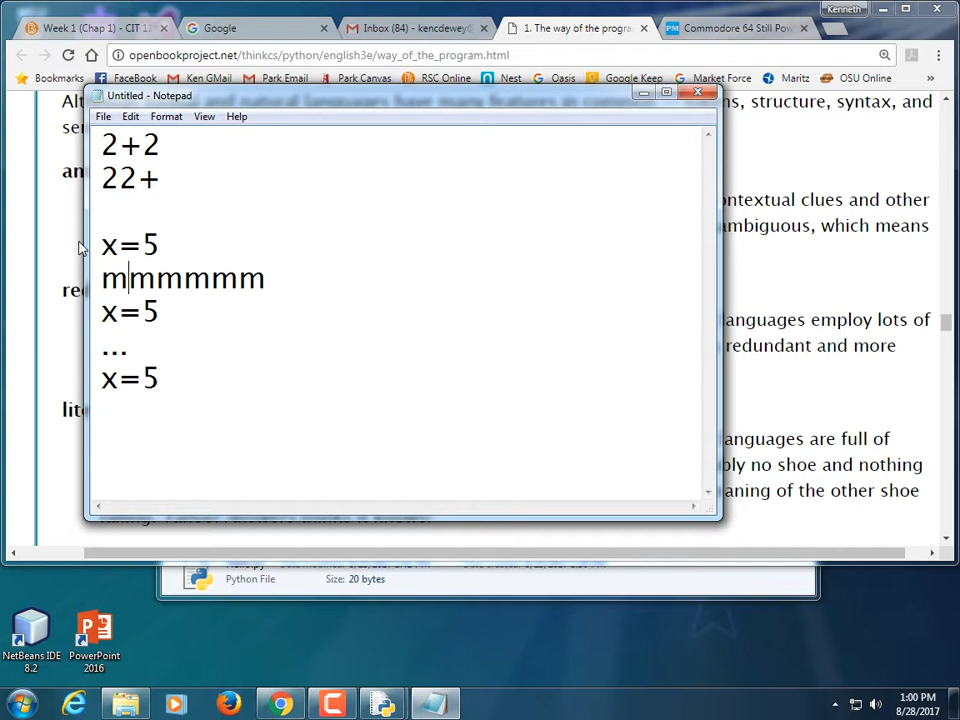 Kenneth
Week 1 (Chap 1) - CIT 11
Google
Inbox (84) - kencdewey
1. The way of the progra
Commodore 64 Still Pow
openbookproject.net/thinkcs/python/english3e/way_of_the_program.html
Bookmarks
FaceBook
Ken GMail
Park Email
Park Canvas
RSC Online
Nest
Oasis
Google Keep
Market Force
Maritz
OSU Online
»
Untitled - Notepad
File Edit Format View Help
2+2
22+
x=5
mmmmmm
x=5
...
x=5
s, structure, syntax, and
ontextual clues and other
ambiguous, which means
languages employ lots of
redundant and more
anguages are full of
bly no shoe and nothing
aning of the other shoe
Python File
Size: 20 bytes
NetBeans IDE
8.2
PowerPoint
2016
1:00 PM
8/28/2017